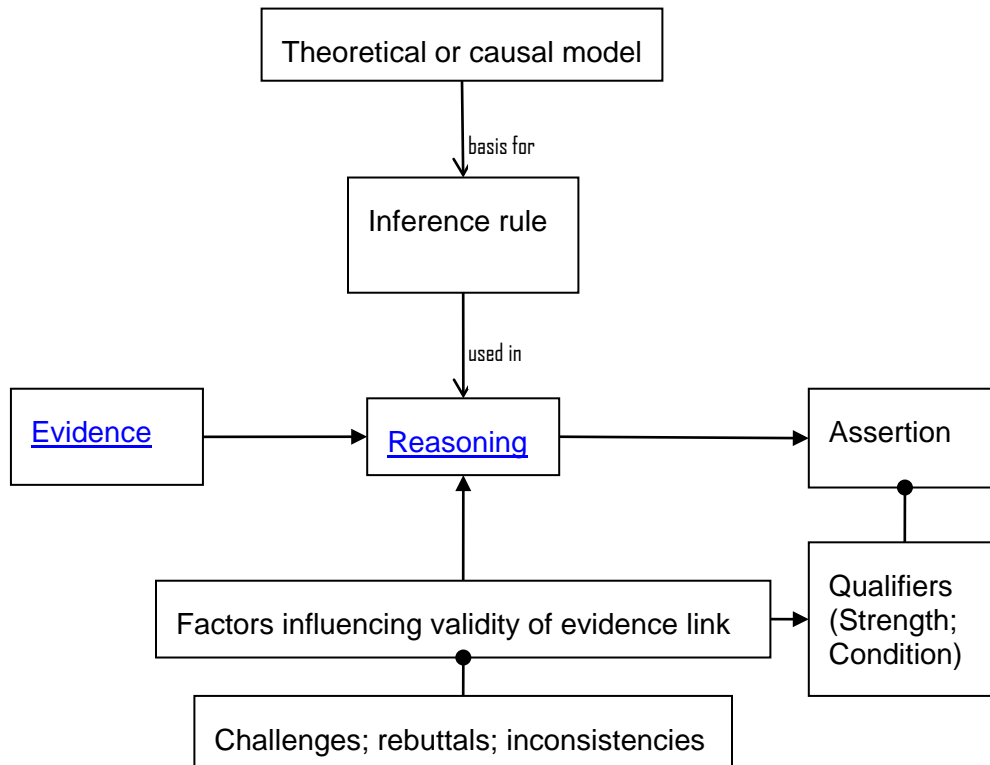 Theoretical or causal model
basis for
Inference rule
used in
Evidence
Reasoning
Assertion
Factors influencing validity of evidence link
Qualifiers
(Strength;
Condition)
Challenges; rebuttals; inconsistencies